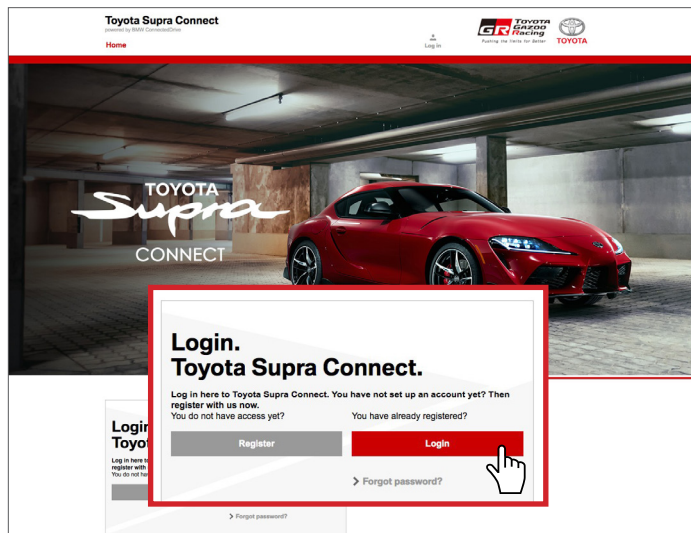 Toyota Supra Connect
powered by BMW ConnectedDrive
Home
Log in
GR TOYOTA GAZOO Racing
Pushing the limits for better
TOYOTA
TOYOTA
Supra
CONNECT
Login.
Toyota Supra Connect.
Log in here to Toyota Supra Connect. You have not set up an account yet? Then
register with us now.
You do not have access yet?
You have already registered?
Register
Login
> Forgot password?
Login
Toyo
Log in here to
register with
You do not hav
> Forgot password?